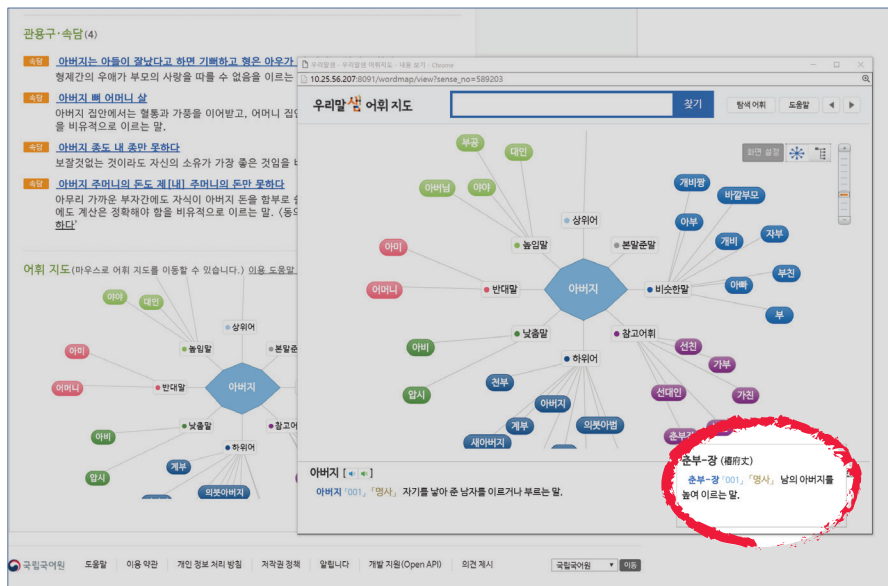 관용구·속담(4)
속담 아버지는 아들이 잘났다고 하면 기뻐하고 형은 아우가
형제간의 우애가 부모의 사랑을 따를 수 없음을 이르는
속담 아버지 뼈 어머니 살
아버지 집안에서는 혈통과 가풍을 이어받고, 어머니 집안
을 비유적으로 이르는 말.
속담 아버지 종도 내 종만 못하다
보잘것없는 것이라도 자신의 소유가 가장 좋은 것임을
속담 아버지 주머니의 돈도 제[내] 주머니의 돈만 못하다
아무리 가까운 부자간에도 자식이 아버지 돈을 함부로
에도 계산은 정확해야 함을 비유적으로 이르는 말. (동의
하다'
어휘 지도(마우스로 어휘 지도를 이동할 수 있습니다.) 이용 도움말
야야
대인
상위어
아미
높임말
본말준
어머니
반대말
아버지
아비
낮춤말
참고어
하위어
압시
계부
의붓아버지
우리말샘 - 우리말샘 어휘지도 - 내용 보기 - Chrome
10.25.56.207:8091/wordmap/view?sense_no=589203
우리말샘 어휘 지도
찾기
탐색 어휘
도움말
화면 설정
부공
대인
아버님
야야
개비짱
바깥부모
아부
상위어
개비
자부
아미
높임말
본말준말
부친
어머니
반대말
아버지
비슷한말
아빠
부
낮춤말
참고어휘
아비
하위어
선친
가부
천부
압시
아버지
선대인
가친
계부
의붓아범
새아버지
춘부장
아버지
아버지 「001」 「명사」 자기를 낳아 준 남자를 이르거나 부르는 말.
춘부-장 (椿府丈)
춘부-장 「001」 「명사」 남의 아버지를
높여 이르는 말.
국립국어원
도움말
이용 약관
개인 정보 처리 방침
저작권 정책
알립니다
개발 지원(Open API)
의견 제시
국립국어원
이동